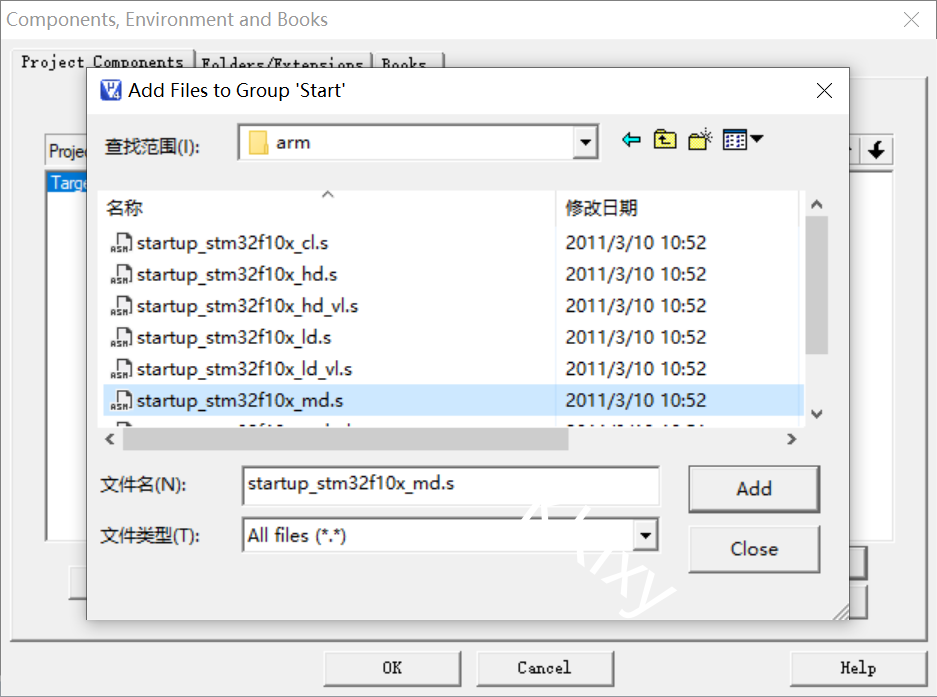 Components, Environment and Books
Project Components Folders/Extensions Books
Add Files to Group 'Start'
查找范围(I): arm
Projec
Targe
名称 修改日期
startup_stm32f10x_cl.s 2011/3/10 10:52
startup_stm32f10x_hd.s 2011/3/10 10:52
startup_stm32f10x_hd_vl.s 2011/3/10 10:52
startup_stm32f10x_ld.s 2011/3/10 10:52
startup_stm32f10x_ld_vl.s 2011/3/10 10:52
startup_stm32f10x_md.s 2011/3/10 10:52
文件名(N): startup_stm32f10x_md.s Add
文件类型(T): All files (*.*)
Close
OK Cancel Help